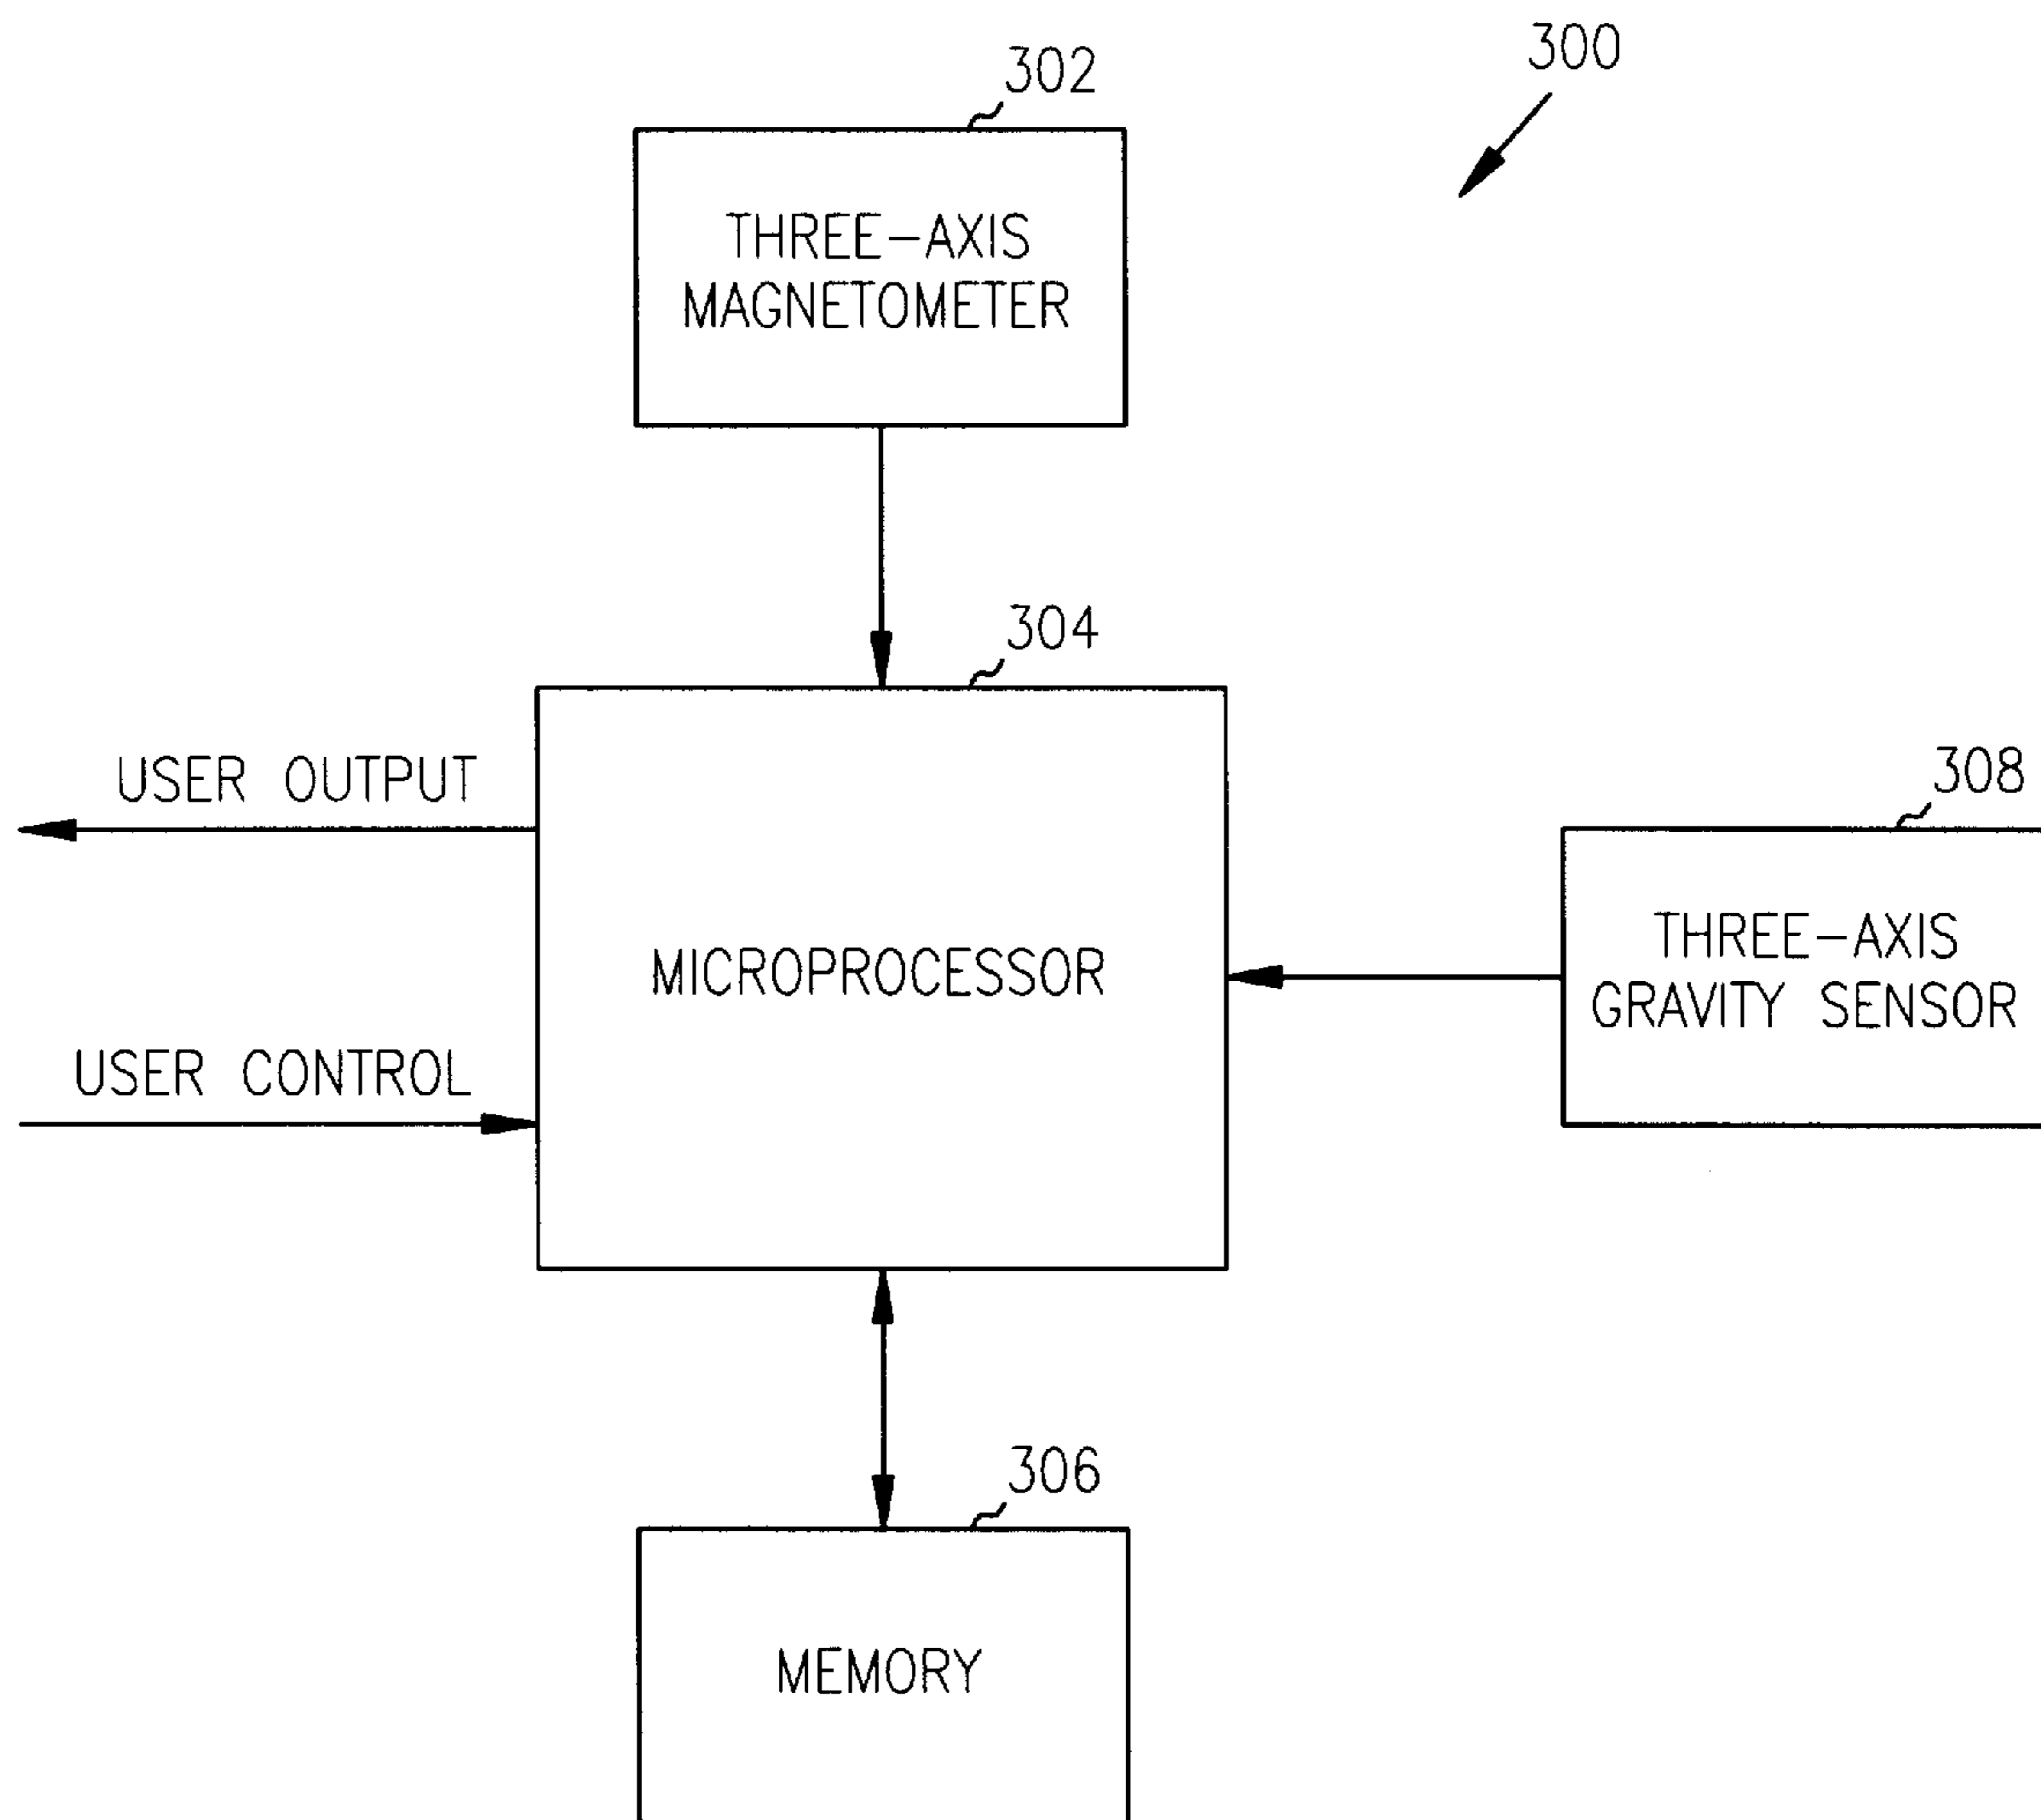 300
302
THREE-AXIS
MAGNETOMETER
304
USER OUTPUT
308
MICROPROCESSOR
THREE-AXIS
GRAVITY SENSOR
USER CONTROL
306
MEMORY